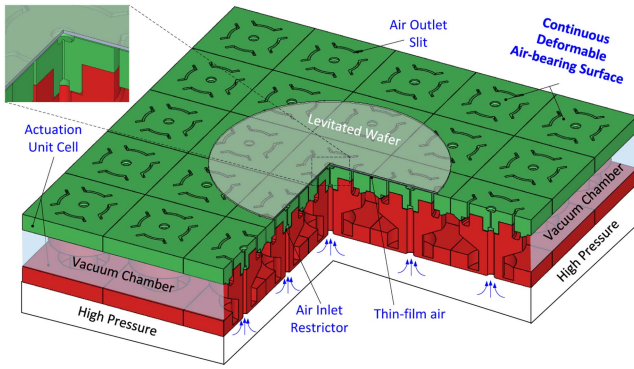 Air Outlet
Slit
Continuous
Deformable
Air-bearing Surface
Levitated Wafer
Actuation
Unit Cell
Vacuum Chamber
High Pressure
Vacuum Chamber
High Pressure
Air Inlet
Restrictor
Thin-film air